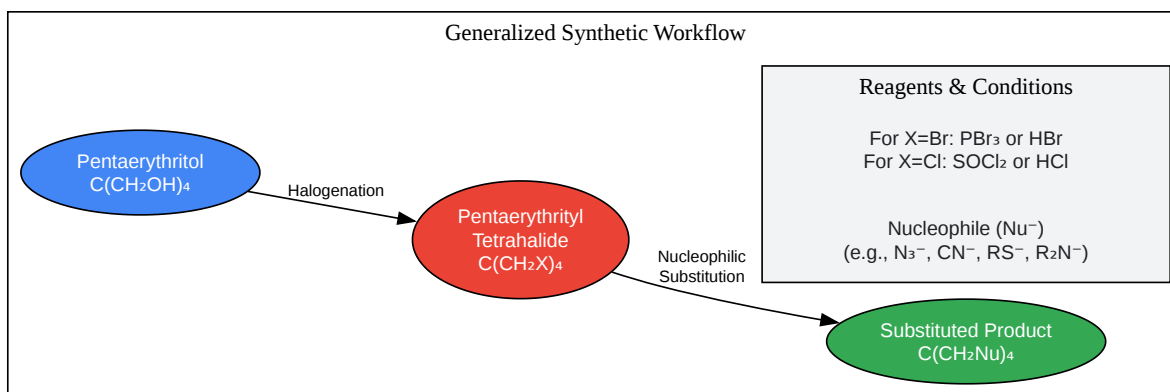 Generalized Synthetic Workflow
Reagents & Conditions
For X=Br: PBr₃ or HBr
For X=Cl: SOCl₂ or HCl
Nucleophile (Nu⁻)
(e.g., N₃⁻, CN⁻, RS⁻, R₂N⁻)
Pentaerythritol
C(CH₂OH)₄
Halogenation
Pentaerythrityl
Tetrahalide
C(CH₂X)₄
Nucleophilic
Substitution
Substituted Product
C(CH₂Nu)₄